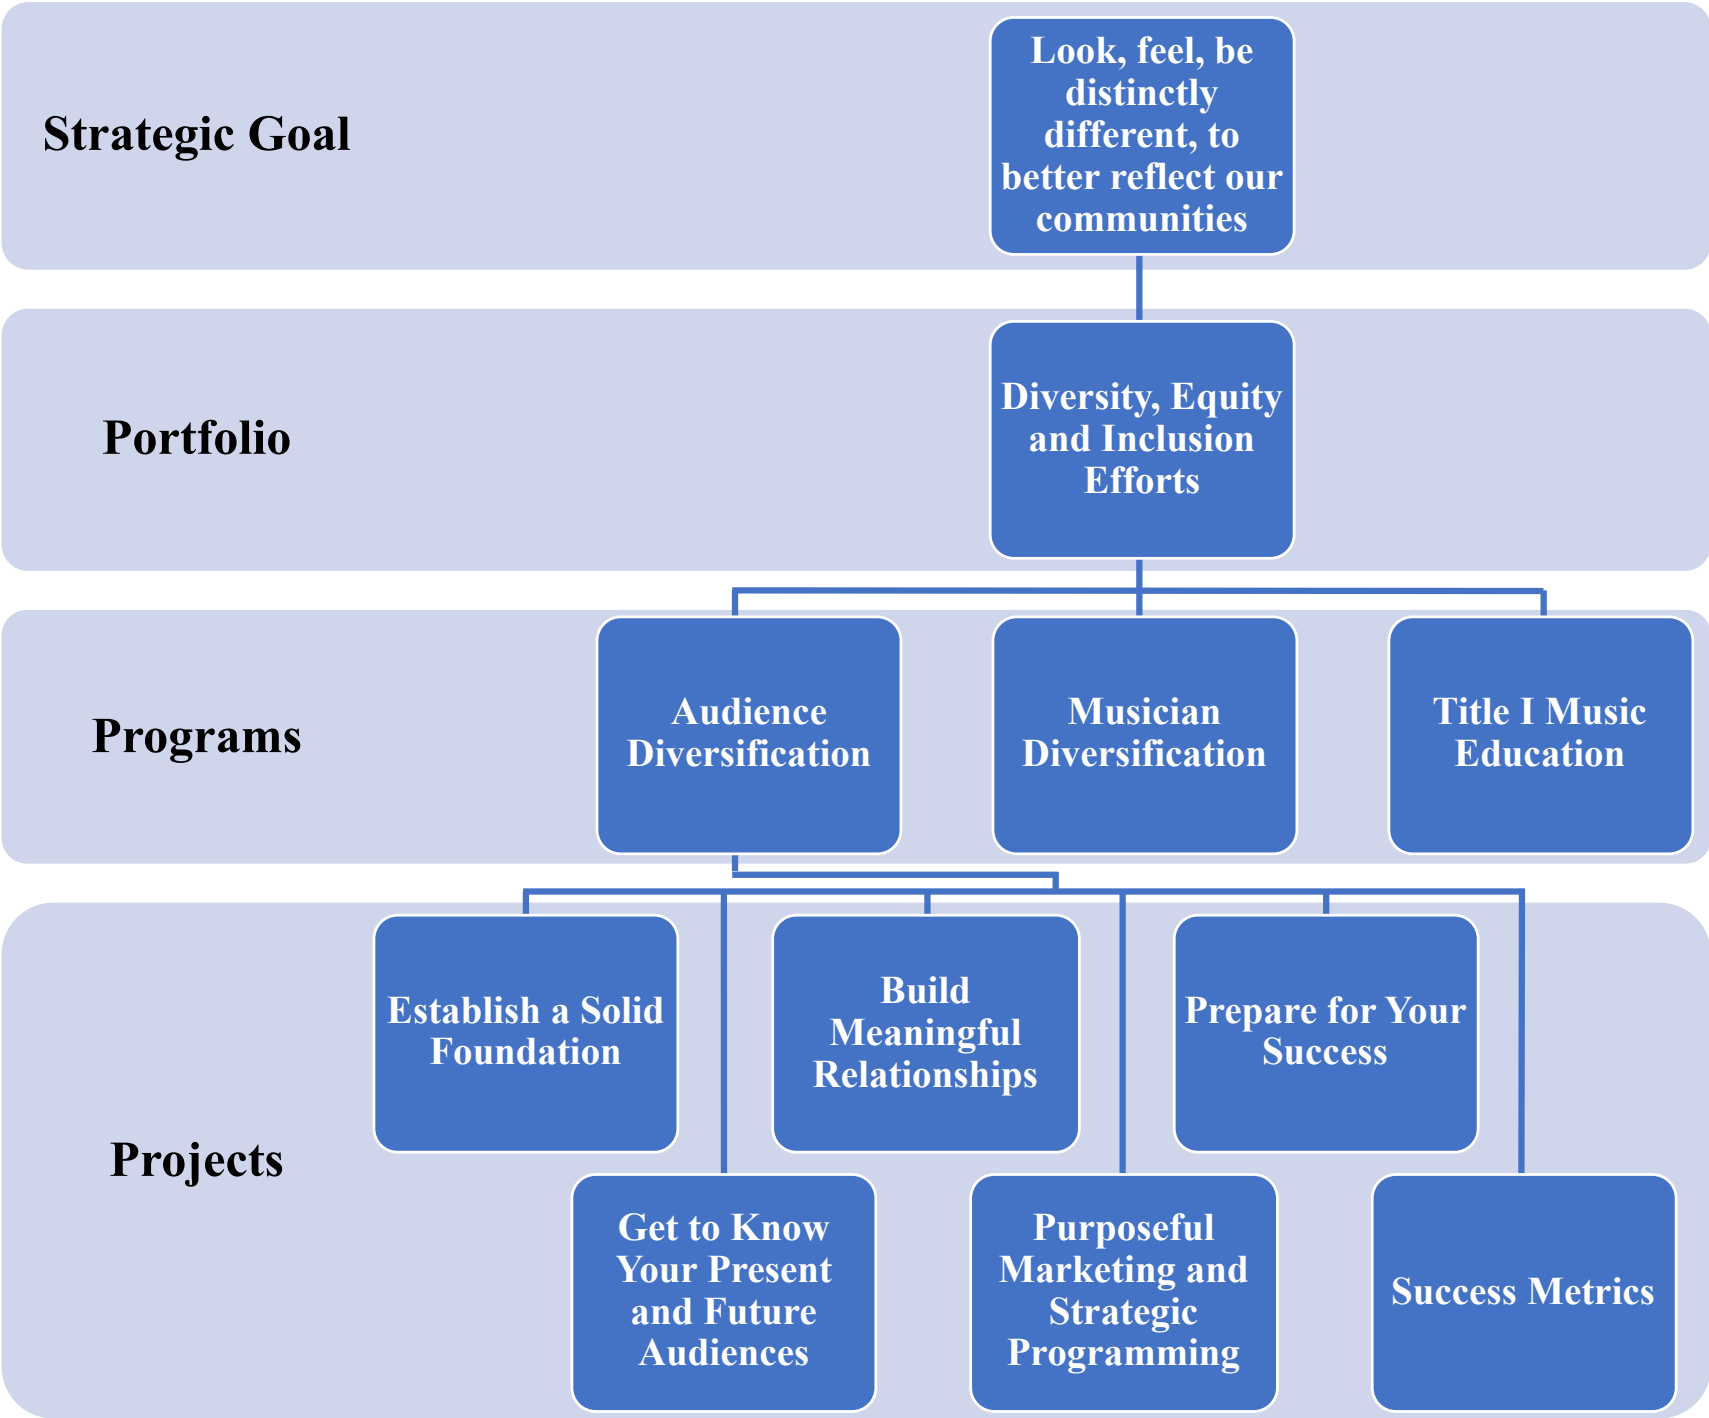 Strategic Goal
Look, feel, be
distinctly
different, to
better reflect our
communities
Portfolio
Diversity, Equity
and Inclusion
Efforts
Programs
Audience
Diversification
Musician
Diversification
Title I Music
Education
Projects
Establish a Solid
Foundation
Build
Meaningful
Relationships
Prepare for Your
Success
Get to Know
Your Present
and Future
Audiences
Purposeful
Marketing and
Strategic
Programming
Success Metrics